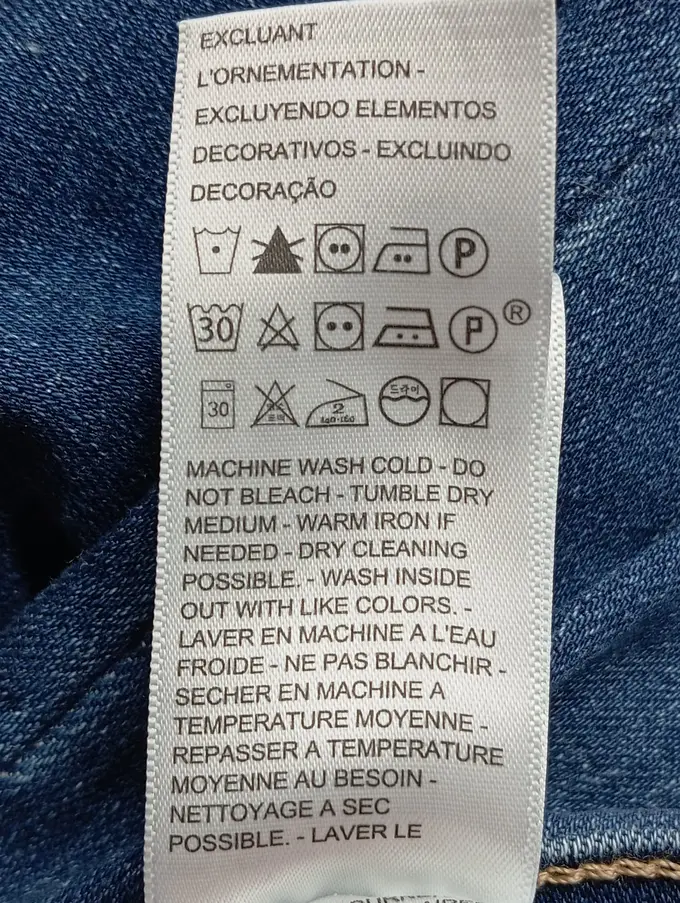 EXCLUANT
L'ORNEMENTATION -
EXCLUYENDO ELEMENTOS
DECORATIVOS - EXCLUINDO
DECORAÇÃO
P
30 P ®
30 2 드라이
MACHINE WASH COLD - DO
NOT BLEACH - TUMBLE DRY
MEDIUM - WARM IRON IF
NEEDED - DRY CLEANING
POSSIBLE. - WASH INSIDE
OUT WITH LIKE COLORS. -
LAVER EN MACHINE A L'EAU
FROIDE - NE PAS BLANCHIR -
SECHER EN MACHINE A
TEMPERATURE MOYENNE -
REPASSER A TEMPERATURE
MOYENNE AU BESOIN -
NETTOYAGE A SEC
POSSIBLE. - LAVER LE